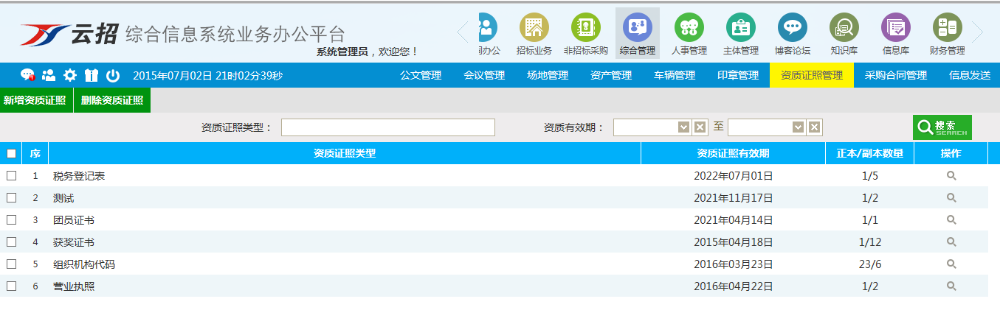 云招 综合信息系统业务办公平台
系统管理员，欢迎您！
办公 招标业务 非招标采购 综合管理 人事管理 主体管理 博客论坛 知识库 信息库 财务管理
2015年07月02日 21时02分39秒 公文管理 会议管理 场地管理 资产管理 车辆管理 印章管理 资质证照管理 采购合同管理 信息发送
新增资质证照 删除资质证照
资质证照类型： 资质有效期： 至 搜索 SEARCH
序 资质证照类型 资质证照有效期 正本/副本数量 操作
1 税务登记表 2022年07月01日 1/5
2 测试 2021年11月17日 1/2
3 团员证书 2021年04月14日 1/1
4 获奖证书 2015年04月18日 1/12
5 组织机构代码 2016年03月23日 23/6
6 营业执照 2016年04月22日 1/2